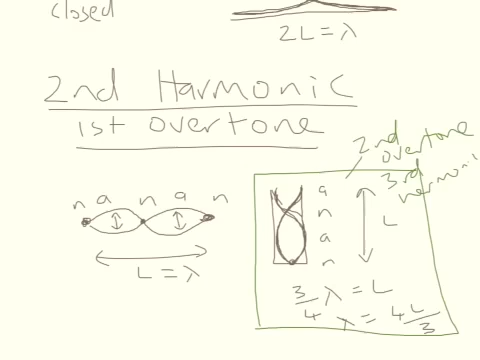 closed
2L = λ
2nd Harmonic
1st overtone
2nd overtone
3rd harmonic
n a n a n
L = λ
a
n
a
n
L
3/4 λ = L
λ = 4L/3